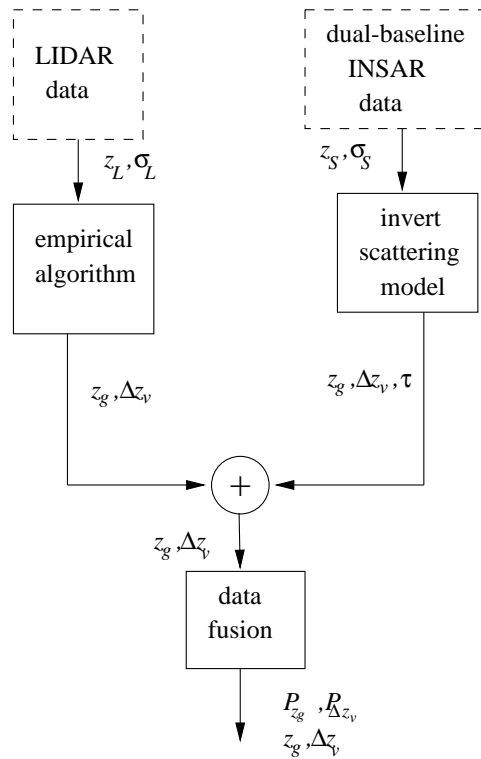 LIDAR
data
dual-baseline
INSAR
data
z_L, σ_L
z_S, σ_S
empirical
algorithm
invert
scattering
model
z_g, Δz_v
z_g, Δz_v, τ
+
z_g, Δz_v
data
fusion
P_{z_g}, P_{Δz_v}
z_g, Δz_v